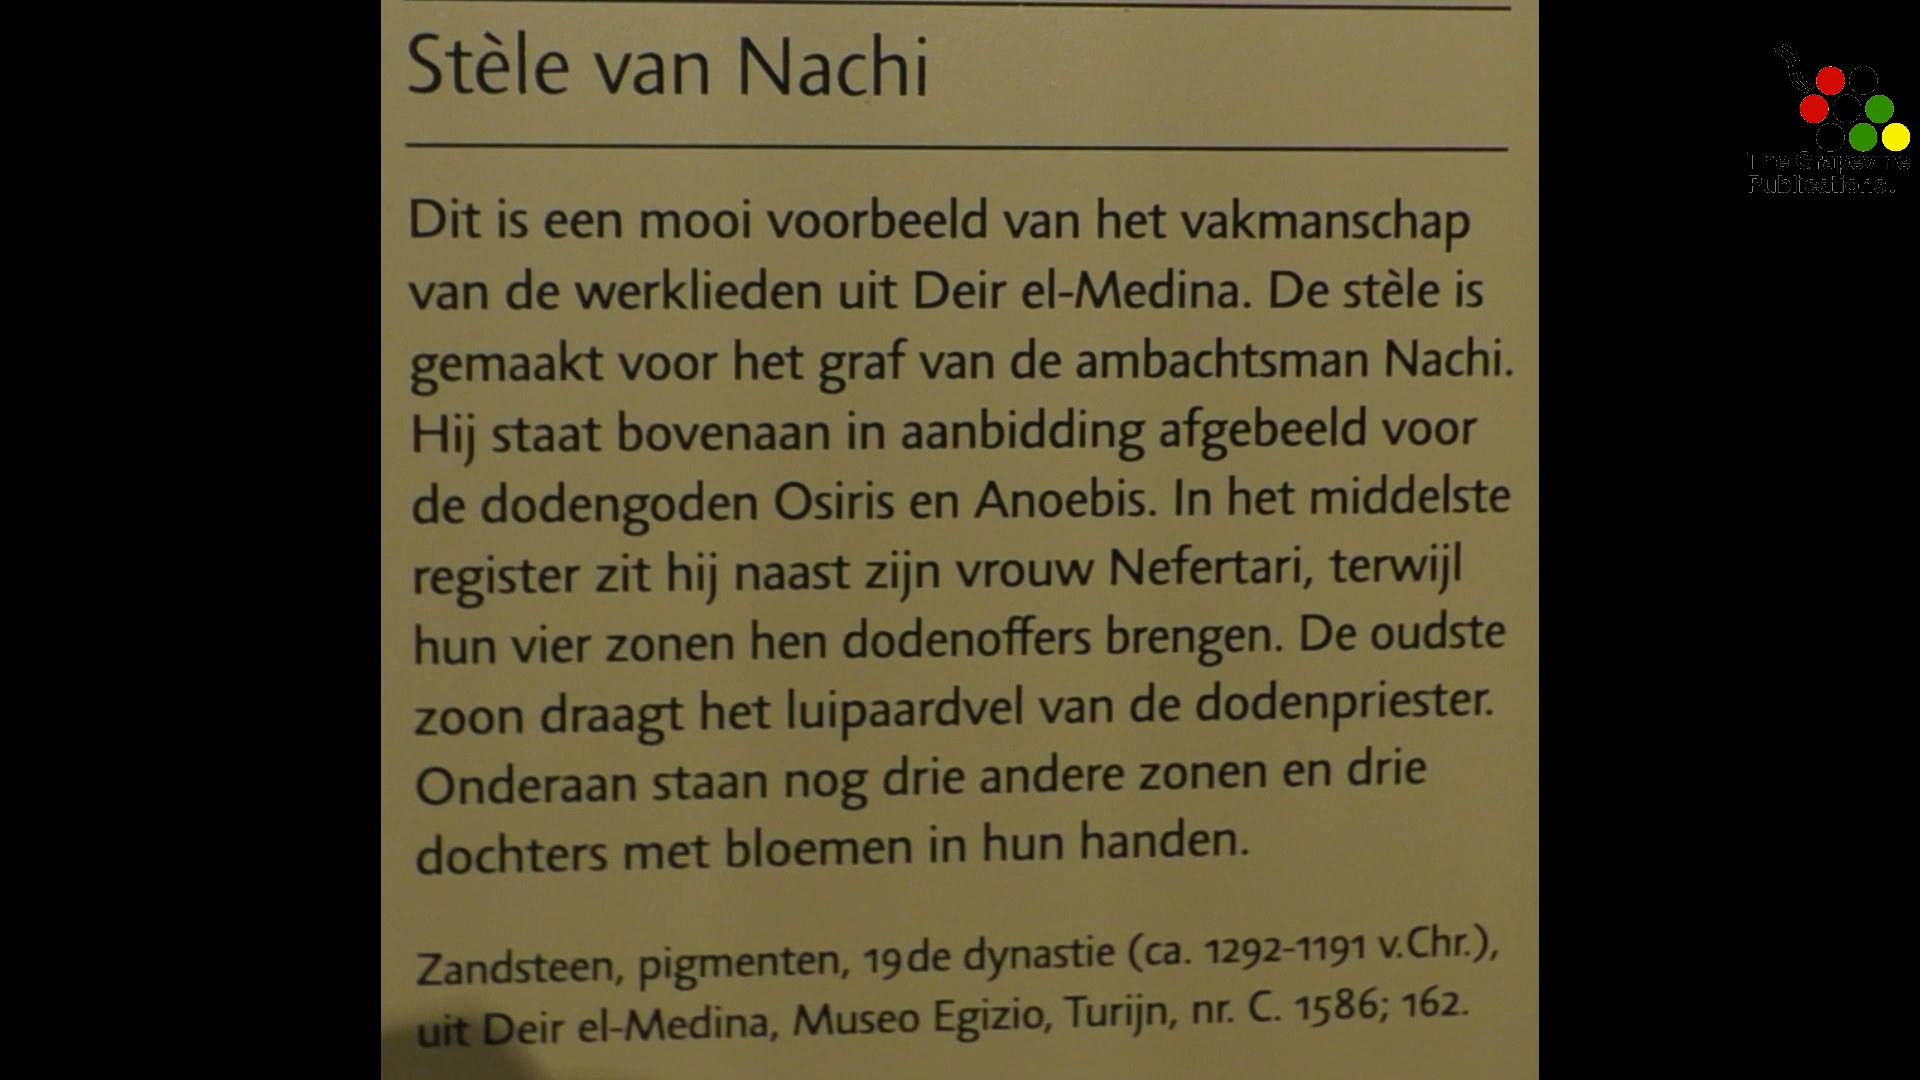 Stèle van Nachi
Dit is een mooi voorbeeld van het vakmanschap
van de werklieden uit Deir el-Medina. De stèle is
gemaakt voor het graf van de ambachtsman Nachi.
Hij staat bovenaan in aanbidding afgebeeld voor
de dodengoden Osiris en Anoebis. In het middelste
register zit hij naast zijn vrouw Nefertari, terwijl
hun vier zonen hen dodenoffers brengen. De oudste
zoon draagt het luipaardvel van de dodenpriester.
Onderaan staan nog drie andere zonen en drie
dochters met bloemen in hun handen.
Zandsteen, pigmenten, 19de dynastie (ca. 1292-1191 v.Chr.),
uit Deir el-Medina, Museo Egizio, Turijn, nr. C. 1586; 162.
The Grapevine
Publications.